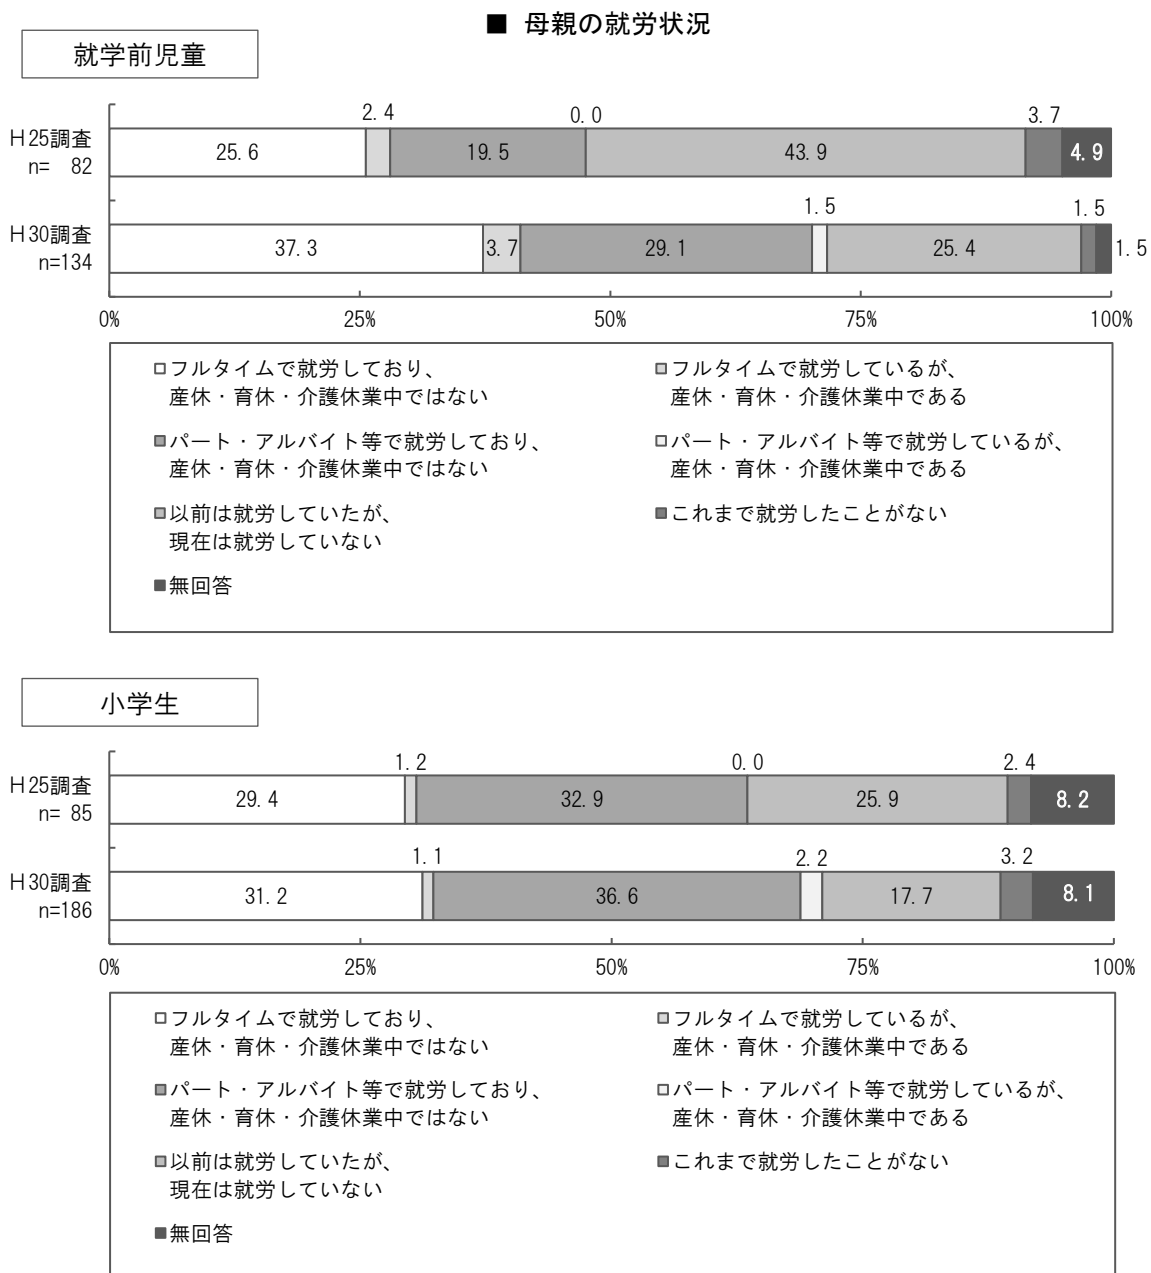 ■ 母親の就労状況
就学前児童
2.4 0.0 3.7
H25調査 25.6 19.5 43.9 4.9
n= 82
1.5 1.5
H30調査 37.3 3.7 29.1 25.4 1.5
n=134
0% 25% 50% 75% 100%
□フルタイムで就労しており、 ■フルタイムで就労しているが、
産休・育休・介護休業中ではない 産休・育休・介護休業中である
■パート・アルバイト等で就労しており、 □パート・アルバイト等で就労しているが、
産休・育休・介護休業中ではない 産休・育休・介護休業中である
■以前は就労していたが、 ■これまで就労したことがない
現在は就労していない
■無回答
小学生
1.2 0.0 2.4
H25調査 29.4 32.9 25.9 8.2
n= 85
1.1 2.2 3.2
H30調査 31.2 36.6 17.7 8.1
n=186
0% 25% 50% 75% 100%
□フルタイムで就労しており、 ■フルタイムで就労しているが、
産休・育休・介護休業中ではない 産休・育休・介護休業中である
■パート・アルバイト等で就労しており、 □パート・アルバイト等で就労しているが、
産休・育休・介護休業中ではない 産休・育休・介護休業中である
■以前は就労していたが、 ■これまで就労したことがない
現在は就労していない
■無回答